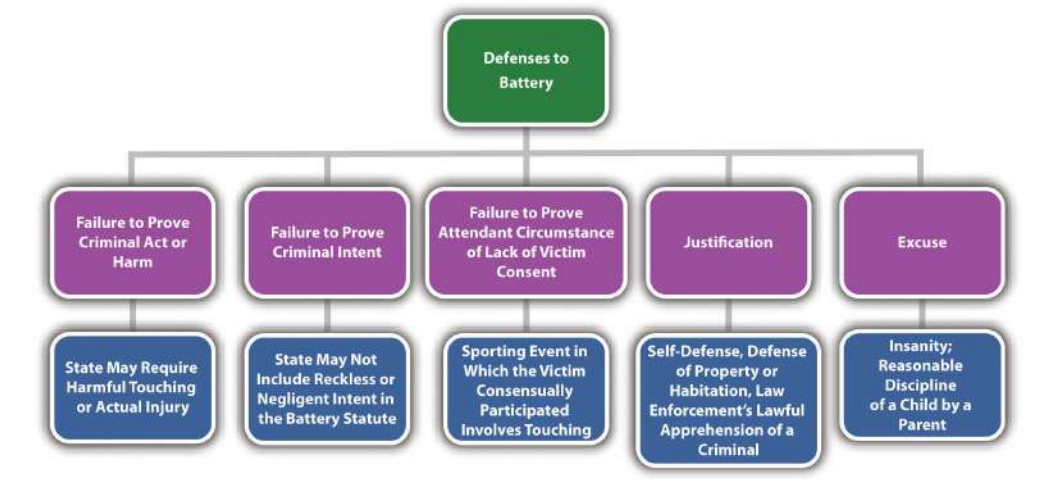 Defenses to
Battery
Failure to Prove
Criminal Act or
Harm
Failure to Prove
Criminal Intent
Failure to Prove
Attendant Circumstance
of Lack of Victim
Consent
Justification
Excuse
State May Require
Harmful Touching
or Actual Injury
State May Not
Include Reckless or
Negligent Intent in
the Battery Statute
Sporting Event in
Which the Victim
Consensually
Participated
Involves Touching
Self-Defense, Defense
of Property or
Habitation, Law
Enforcement’s Lawful
Apprehension of a
Criminal
Insanity;
Reasonable
Discipline
of a Child by a
Parent